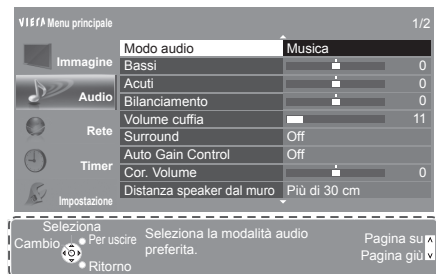 VIERA Menu principale 1/2
Immagine
Audio
Rete
Timer
Impostazione
Modo audio Musica
Bassi 0
Acuti 0
Bilanciamento 0
Volume cuffia 11
Surround Off
Auto Gain Control Off
Cor. Volume 0
Distanza speaker dal muro Più di 30 cm
Seleziona
Cambio
Per uscire
Ritorno
Seleziona la modalità audio
preferita.
Pagina su
Pagina giù